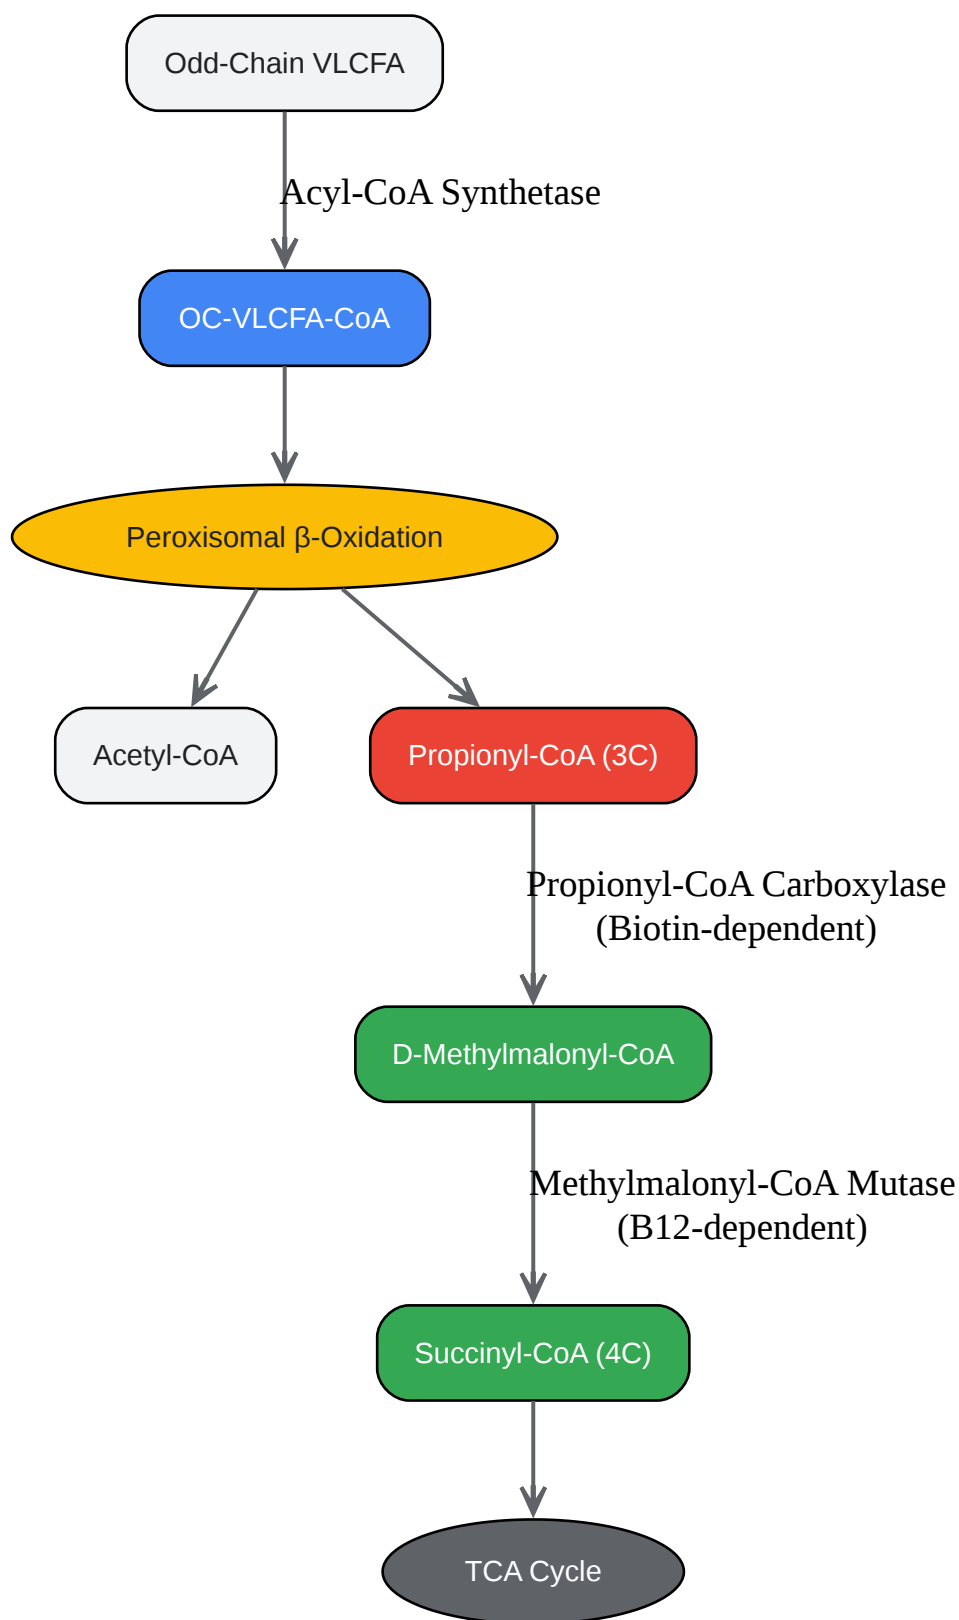 Odd-Chain VLCFA
Acyl-CoA Synthetase
OC-VLCFA-CoA
Peroxisomal β-Oxidation
Acetyl-CoA
Propionyl-CoA (3C)
Propionyl-CoA Carboxylase
(Biotin-dependent)
D-Methylmalonyl-CoA
Methylmalonyl-CoA Mutase
(B12-dependent)
Succinyl-CoA (4C)
TCA Cycle